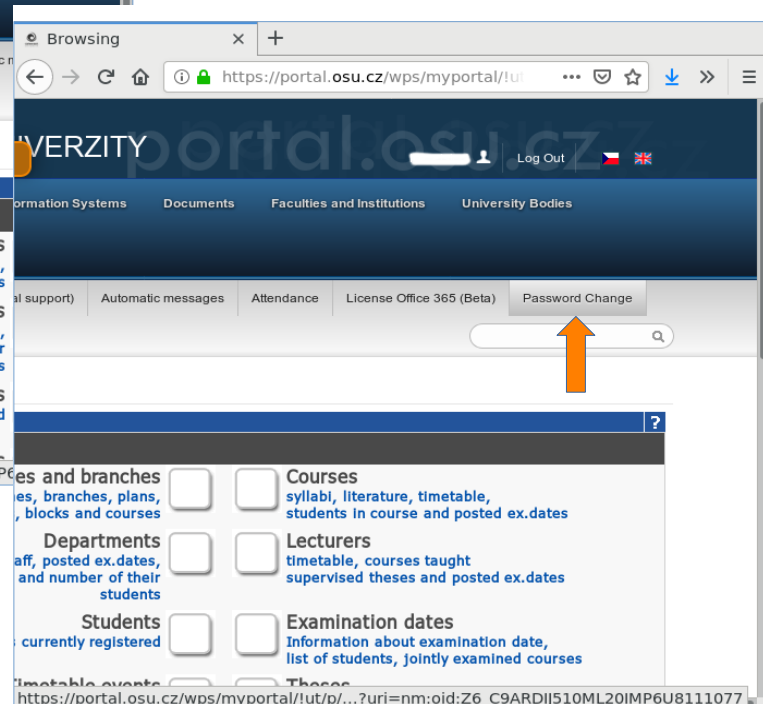 Browsing
https://portal.osu.cz/wps/myportal/!ut
VERZITY
portal.osu.cz
Log Out
ormation Systems Documents Faculties and Institutions University Bodies
al support) Automatic messages Attendance License Office 365 (Beta) Password Change
?
es and branches
es, branches, plans,
, blocks and courses
Courses
syllabi, literature, timetable,
students in course and posted ex.dates
Departments
aff, posted ex.dates,
and number of their
students
Lecturers
timetable, courses taught
supervised theses and posted ex.dates
Students
currently registered
Examination dates
Information about examination date,
list of students, jointly examined courses
Timetable events
Theses
https://portal.osu.cz/wps/myportal/!ut/p/...?uri=nm:oid:Z6_C9ARDII510ML20IMP6U8111077